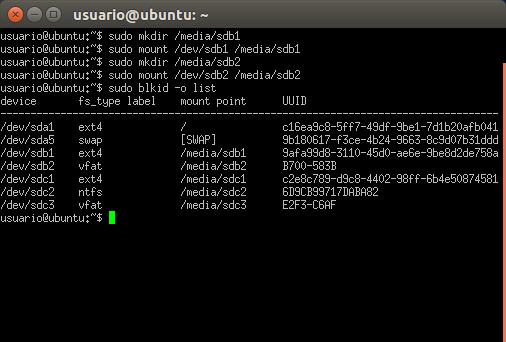 usuario@ubuntu: ~
usuario@ubuntu:~$ sudo mkdir /media/sdb1
usuario@ubuntu:~$ sudo mount /dev/sdb1 /media/sdb1
usuario@ubuntu:~$ sudo mkdir /media/sdb2
usuario@ubuntu:~$ sudo mount /dev/sdb2 /media/sdb2
usuario@ubuntu:~$ sudo blkid -o list
device     fs_type label    mount point      UUID
--------------------------------------------------------------------------------
/dev/sda1  ext4             /                c16ea9c8-5ff7-49df-9be1-7d1b20afb041
/dev/sda5  swap             [SWAP]           9b180617-f3ce-4b24-9663-8c9d07b31ddd
/dev/sdb1  ext4             /media/sdb1      9afa99d8-3110-45d0-ae6e-9be8d2de758a
/dev/sdb2  vfat             /media/sdb2      B700-583B
/dev/sdc1  ext4             /media/sdc1      c2e8c789-d9c8-4402-98ff-6b4e50874581
/dev/sdc2  ntfs             /media/sdc2      6D9CB99717DABA82
/dev/sdc3  vfat             /media/sdc3      E2F3-C6AF
usuario@ubuntu:~$